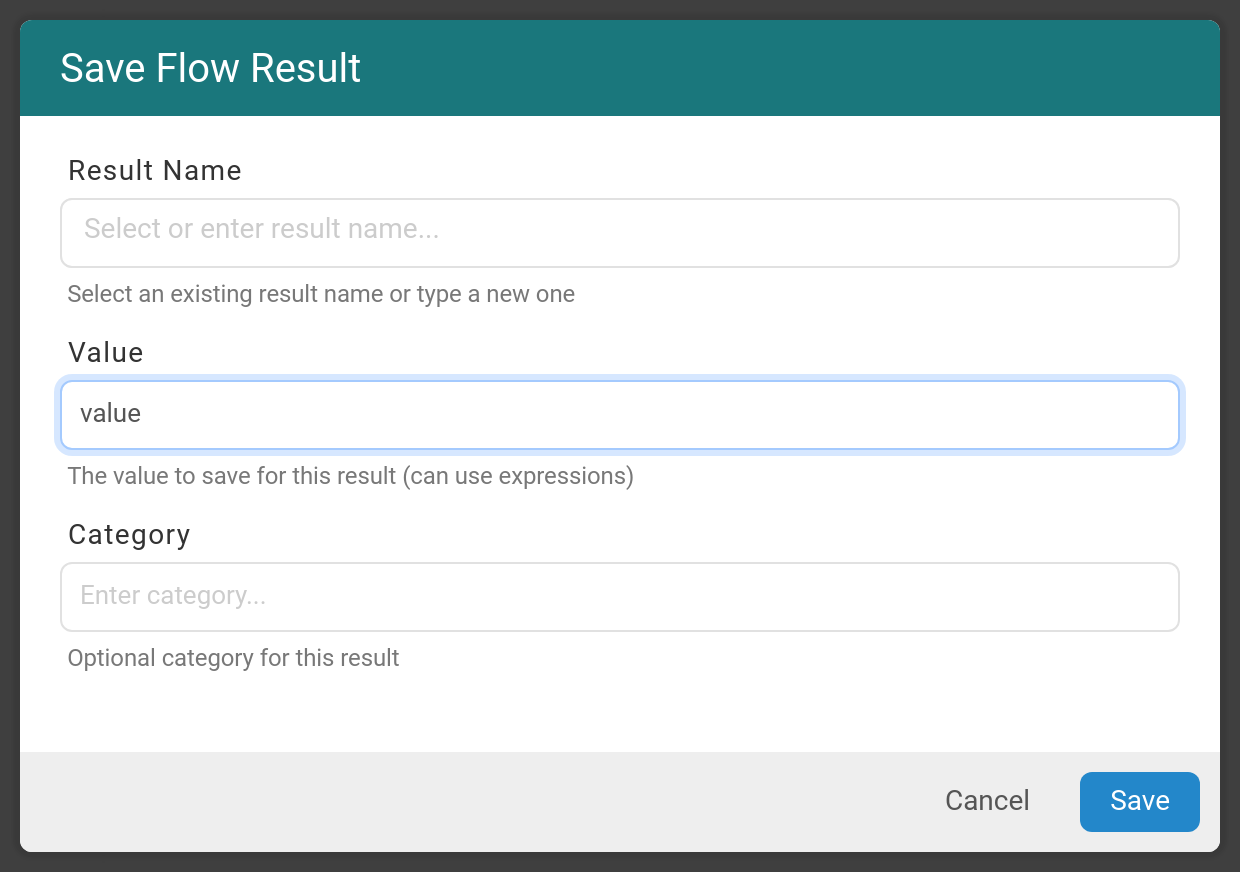 Save Flow Result
Result Name
Select or enter result name...
Select an existing result name or type a new one
Value
value
The value to save for this result (can use expressions)
Category
Enter category...
Optional category for this result
Cancel
Save